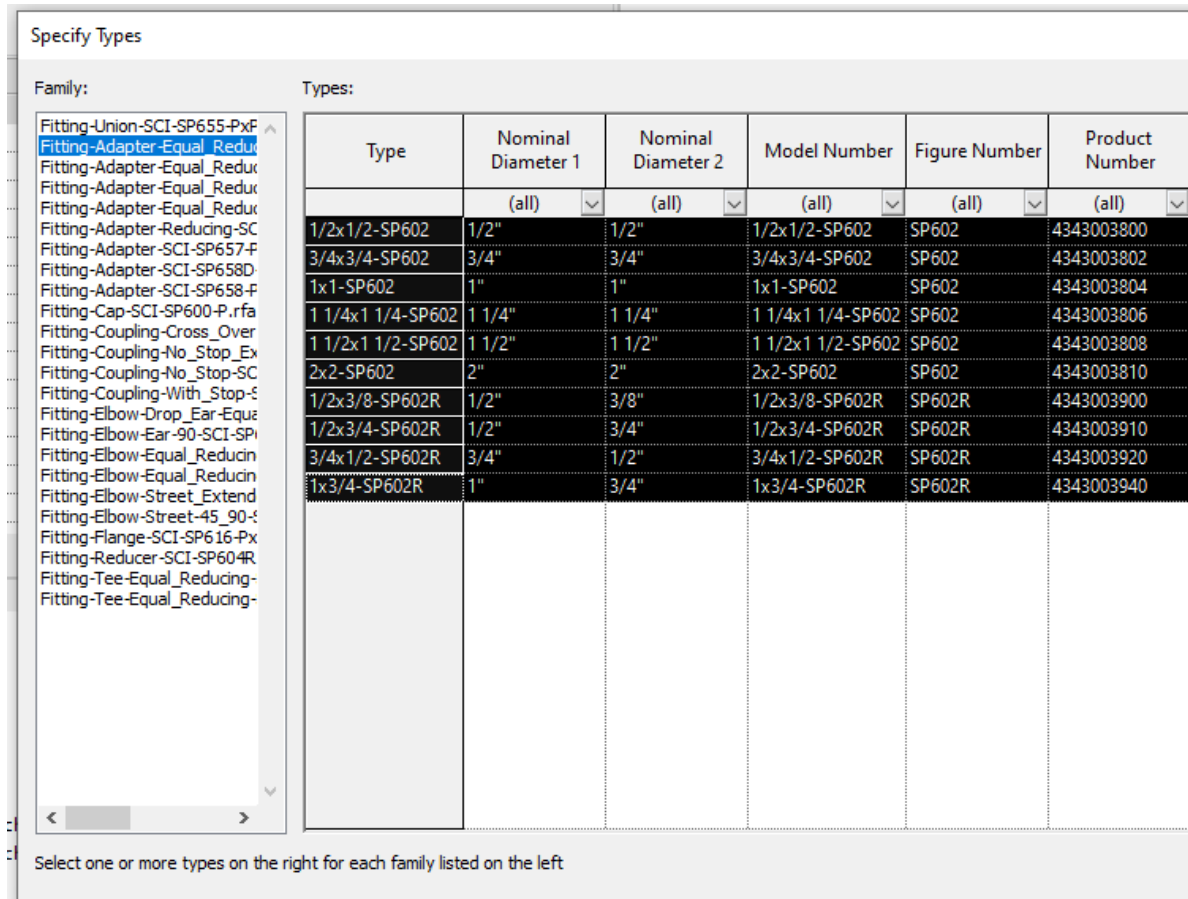 Specify Types
Family:
Types:
Fitting-Union-SCI-SP655-PxP
Fitting-Adapter-Equal_Reduc
Fitting-Adapter-Equal_Reduc
Fitting-Adapter-Equal_Reduc
Fitting-Adapter-Equal_Reduc
Fitting-Adapter-Reducing-SC
Fitting-Adapter-SCI-SP657-P
Fitting-Adapter-SCI-SP658D-
Fitting-Adapter-SCI-SP658-P
Fitting-Cap-SCI-SP600-P.rfa
Fitting-Coupling-Cross_Over
Fitting-Coupling-No_Stop_Ex
Fitting-Coupling-No_Stop-SC
Fitting-Coupling-With_Stop-S
Fitting-Elbow-Drop_Ear-Equa
Fitting-Elbow-Ear-90-SCI-SP
Fitting-Elbow-Equal_Reducin
Fitting-Elbow-Equal_Reducin
Fitting-Elbow-Street_Extend
Fitting-Elbow-Street-45_90-S
Fitting-Flange-SCI-SP616-Px
Fitting-Reducer-SCI-SP604R
Fitting-Tee-Equal_Reducing-
Fitting-Tee-Equal_Reducing-
Type Nominal Diameter 1 Nominal Diameter 2 Model Number Figure Number Product Number
(all) (all) (all) (all) (all)
1/2x1/2-SP602 1/2" 1/2" 1/2x1/2-SP602 SP602 4343003800
3/4x3/4-SP602 3/4" 3/4" 3/4x3/4-SP602 SP602 4343003802
1x1-SP602 1" 1" 1x1-SP602 SP602 4343003804
1 1/4x1 1/4-SP602 1 1/4" 1 1/4" 1 1/4x1 1/4-SP602 SP602 4343003806
1 1/2x1 1/2-SP602 1 1/2" 1 1/2" 1 1/2x1 1/2-SP602 SP602 4343003808
2x2-SP602 2" 2" 2x2-SP602 SP602 4343003810
1/2x3/8-SP602R 1/2" 3/8" 1/2x3/8-SP602R SP602R 4343003900
1/2x3/4-SP602R 1/2" 3/4" 1/2x3/4-SP602R SP602R 4343003910
3/4x1/2-SP602R 3/4" 1/2" 3/4x1/2-SP602R SP602R 4343003920
1x3/4-SP602R 1" 3/4" 1x3/4-SP602R SP602R 4343003940
Select one or more types on the right for each family listed on the left